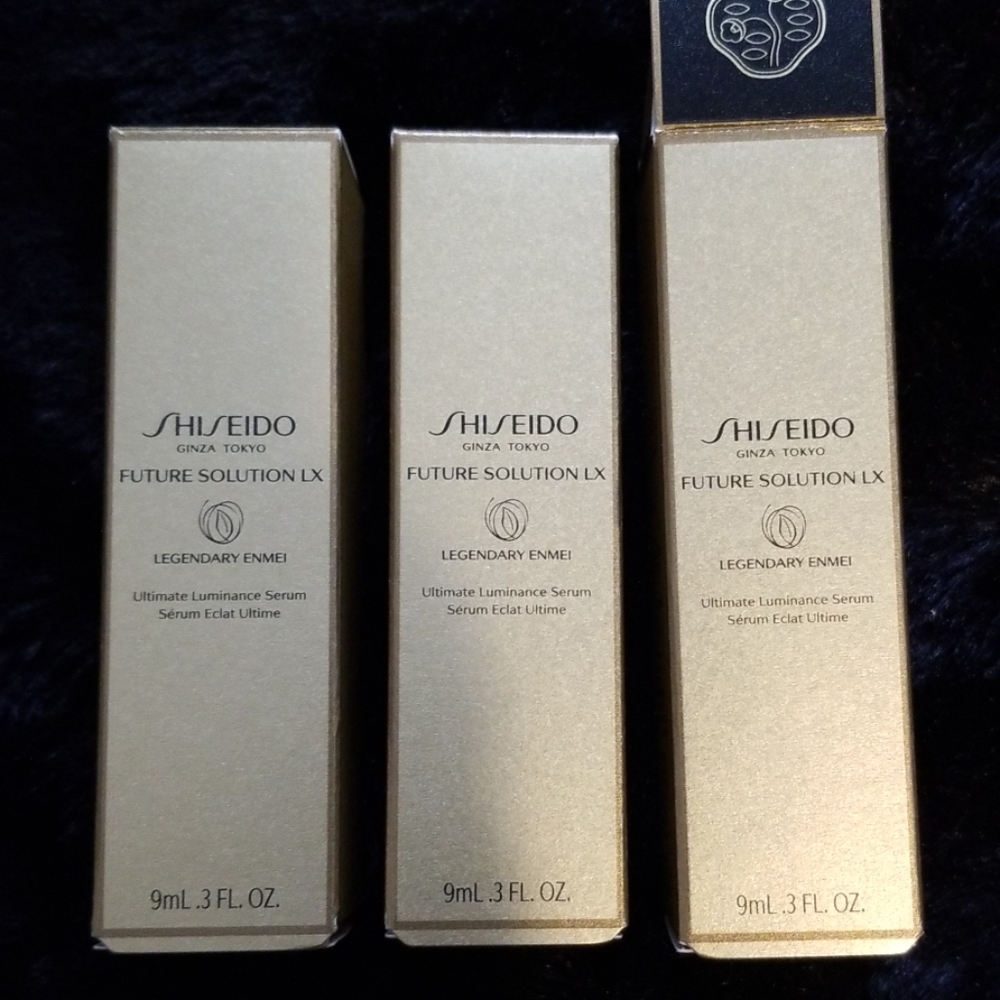 SHISEIDO
GINZA TOKYO
FUTURE SOLUTION LX
LEGENDARY ENMEI
Ultimate Luminance Serum
Sérum Eclat Ultime
9mL .3 FL. OZ.
SHISEIDO
GINZA TOKYO
FUTURE SOLUTION LX
LEGENDARY ENMEI
Ultimate Luminance Serum
Sérum Eclat Ultime
9mL .3 FL. OZ.
SHISEIDO
GINZA TOKYO
FUTURE SOLUTION LX
LEGENDARY ENMEI
Ultimate Luminance Serum
Sérum Eclat Ultime
9mL .3 FL. OZ.